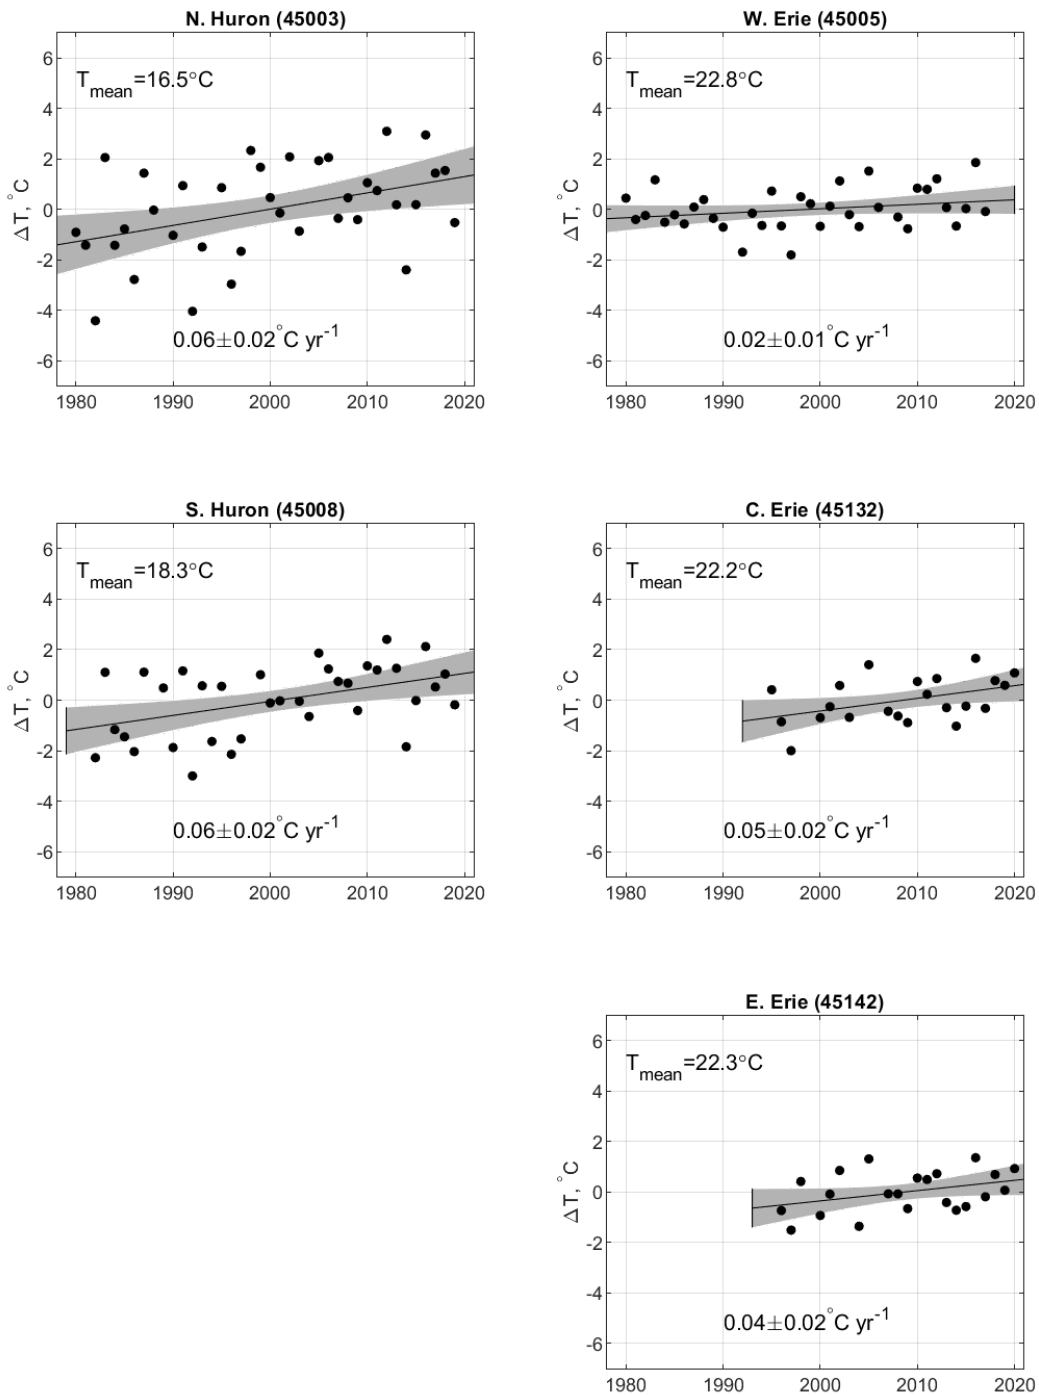 N. Huron (45003)
6
4
2
0
-2
-4
-6
ΔT, °C
T_mean=16.5°C
0.06±0.02°C yr^-1
1980 1990 2000 2010 2020
W. Erie (45005)
6
4
2
0
-2
-4
-6
ΔT, °C
T_mean=22.8°C
0.02±0.01°C yr^-1
1980 1990 2000 2010 2020
S. Huron (45008)
6
4
2
0
-2
-4
-6
ΔT, °C
T_mean=18.3°C
0.06±0.02°C yr^-1
1980 1990 2000 2010 2020
C. Erie (45132)
6
4
2
0
-2
-4
-6
ΔT, °C
T_mean=22.2°C
0.05±0.02°C yr^-1
1980 1990 2000 2010 2020
E. Erie (45142)
6
4
2
0
-2
-4
-6
ΔT, °C
T_mean=22.3°C
0.04±0.02°C yr^-1
1980 1990 2000 2010 2020